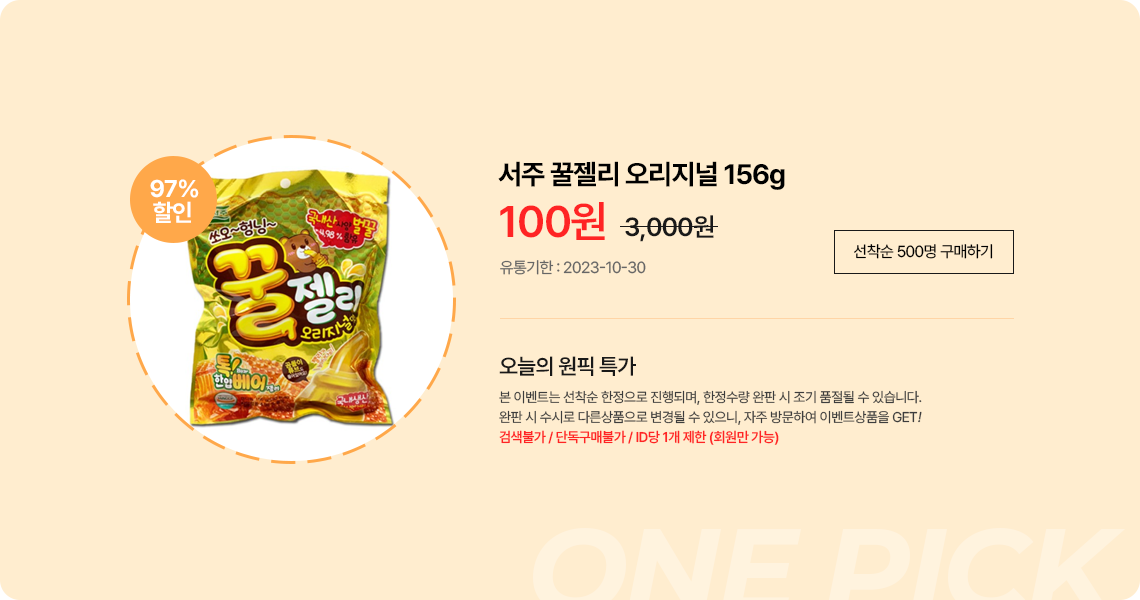 97%
할인
쏘오~형닝~
국내산
벌꿀
꿀젤리
오리지널
톡!
한입베어
국내생산
서주 꿀젤리 오리지널 156g
100원 3,000원
유통기한 : 2023-10-30
선착순 500명 구매하기
오늘의 원픽 특가
본 이벤트는 선착순 한정으로 진행되며, 한정수량 완판 시 조기 품절될 수 있습니다.
완판 시 수시로 다른상품으로 변경될 수 있으니, 자주 방문하여 이벤트상품을 GET!
검색불가 / 단독구매불가 / ID당 1개 제한 (회원만 가능)
ONE PICK